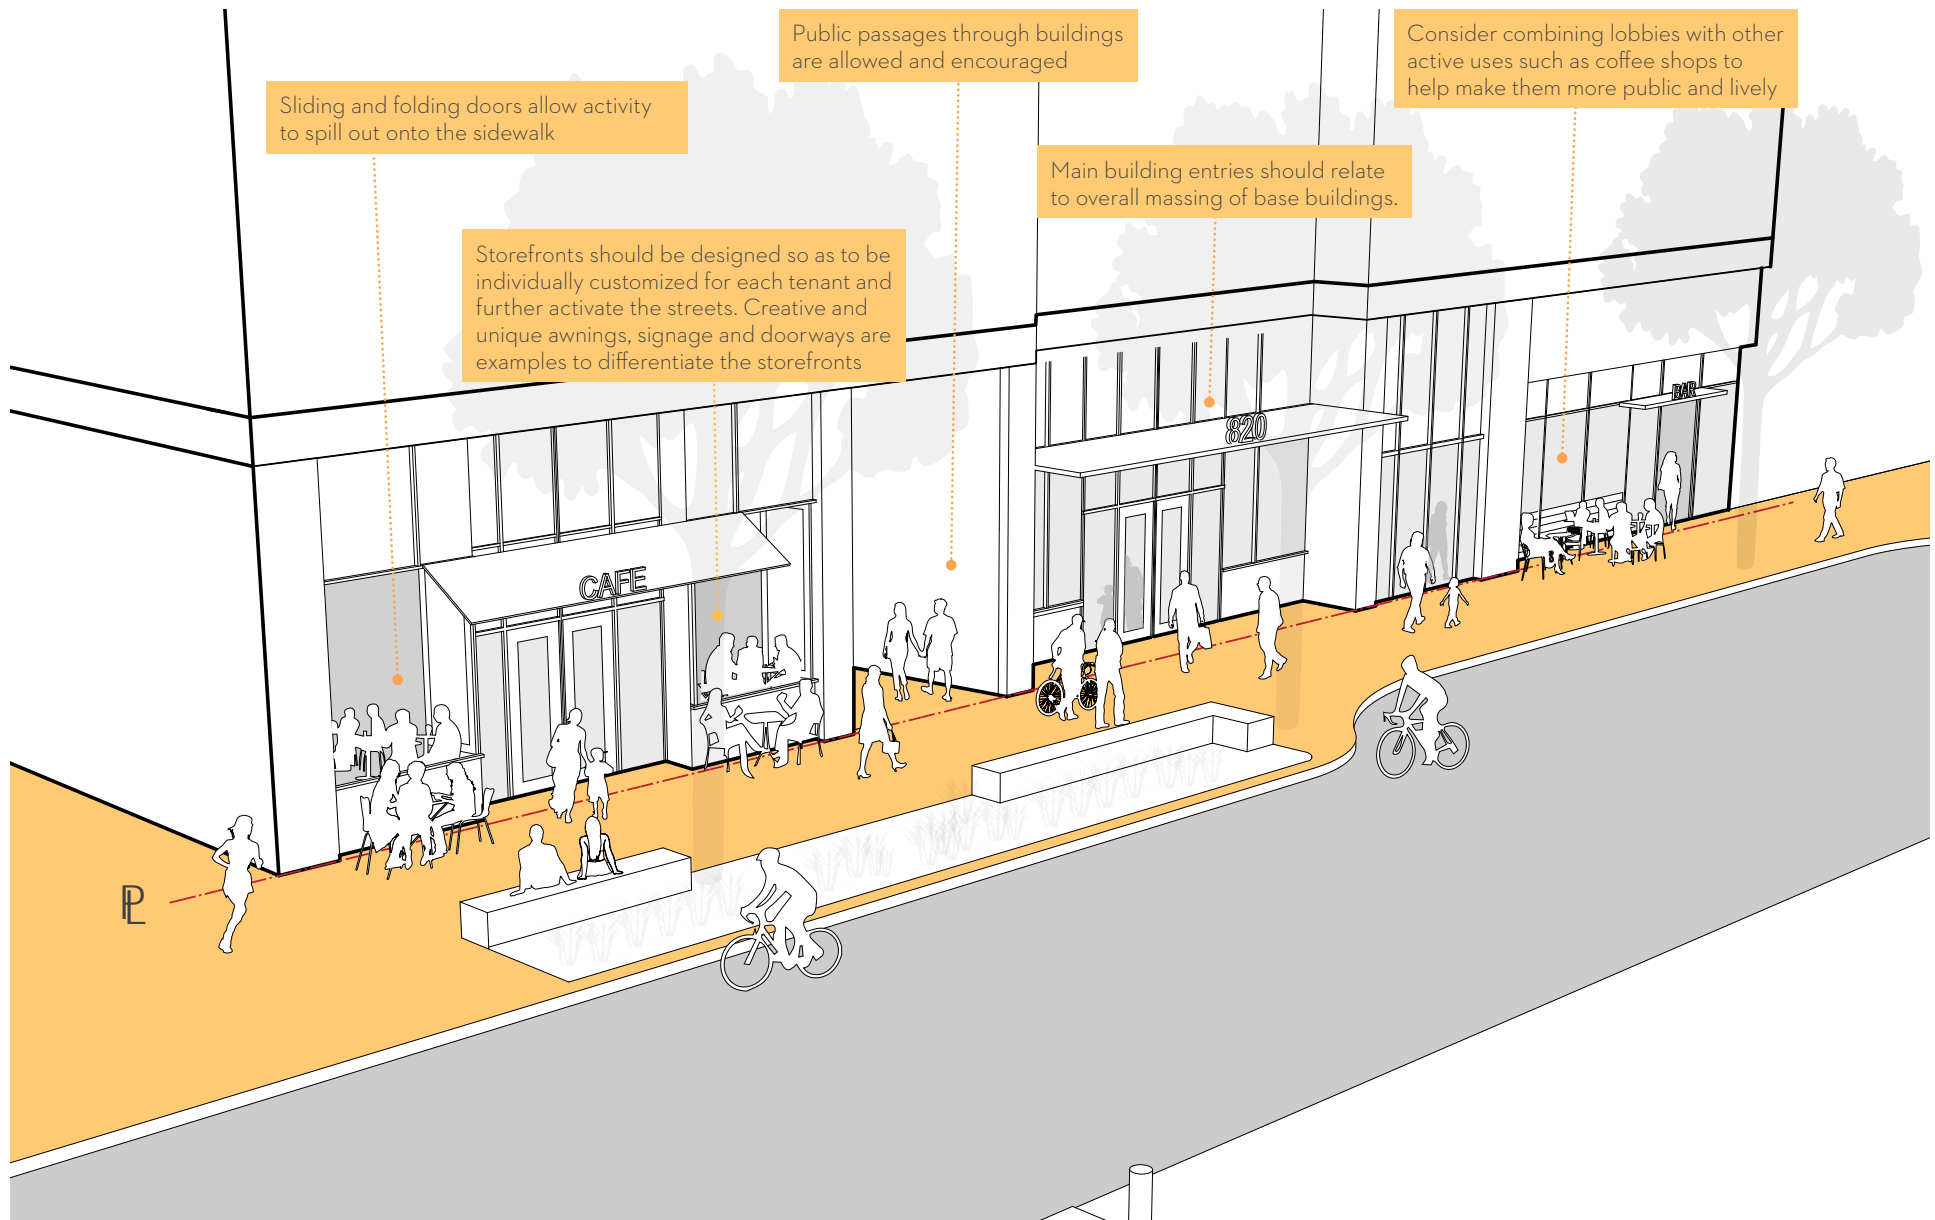 Public passages through buildings
are allowed and encouraged
Consider combining lobbies with other
active uses such as coffee shops to
help make them more public and lively
Sliding and folding doors allow activity
to spill out onto the sidewalk
Main building entries should relate
to overall massing of base buildings.
Storefronts should be designed so as to be
individually customized for each tenant and
further activate the streets. Creative and
unique awnings, signage and doorways are
examples to differentiate the storefronts
BAR
820
CAFE
PL